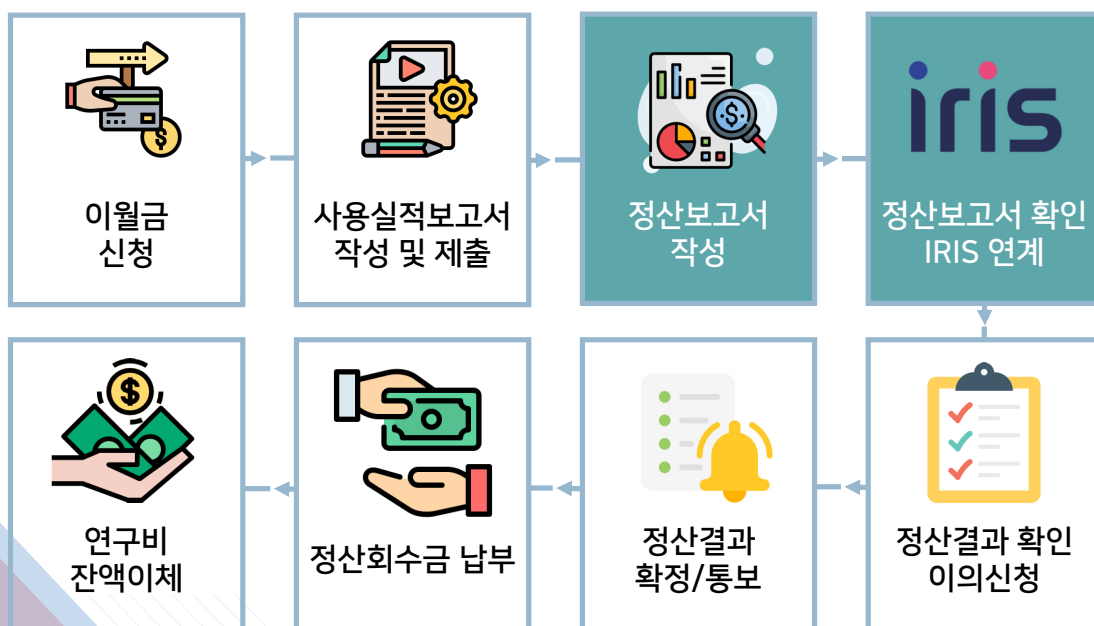 이월금
신청
사용실적보고서
작성 및 제출
정산보고서
작성
iris
정산보고서 확인
IRIS 연계
정산결과 확인
이의신청
정산결과
확정/통보
정산회수금 납부
연구비
잔액이체